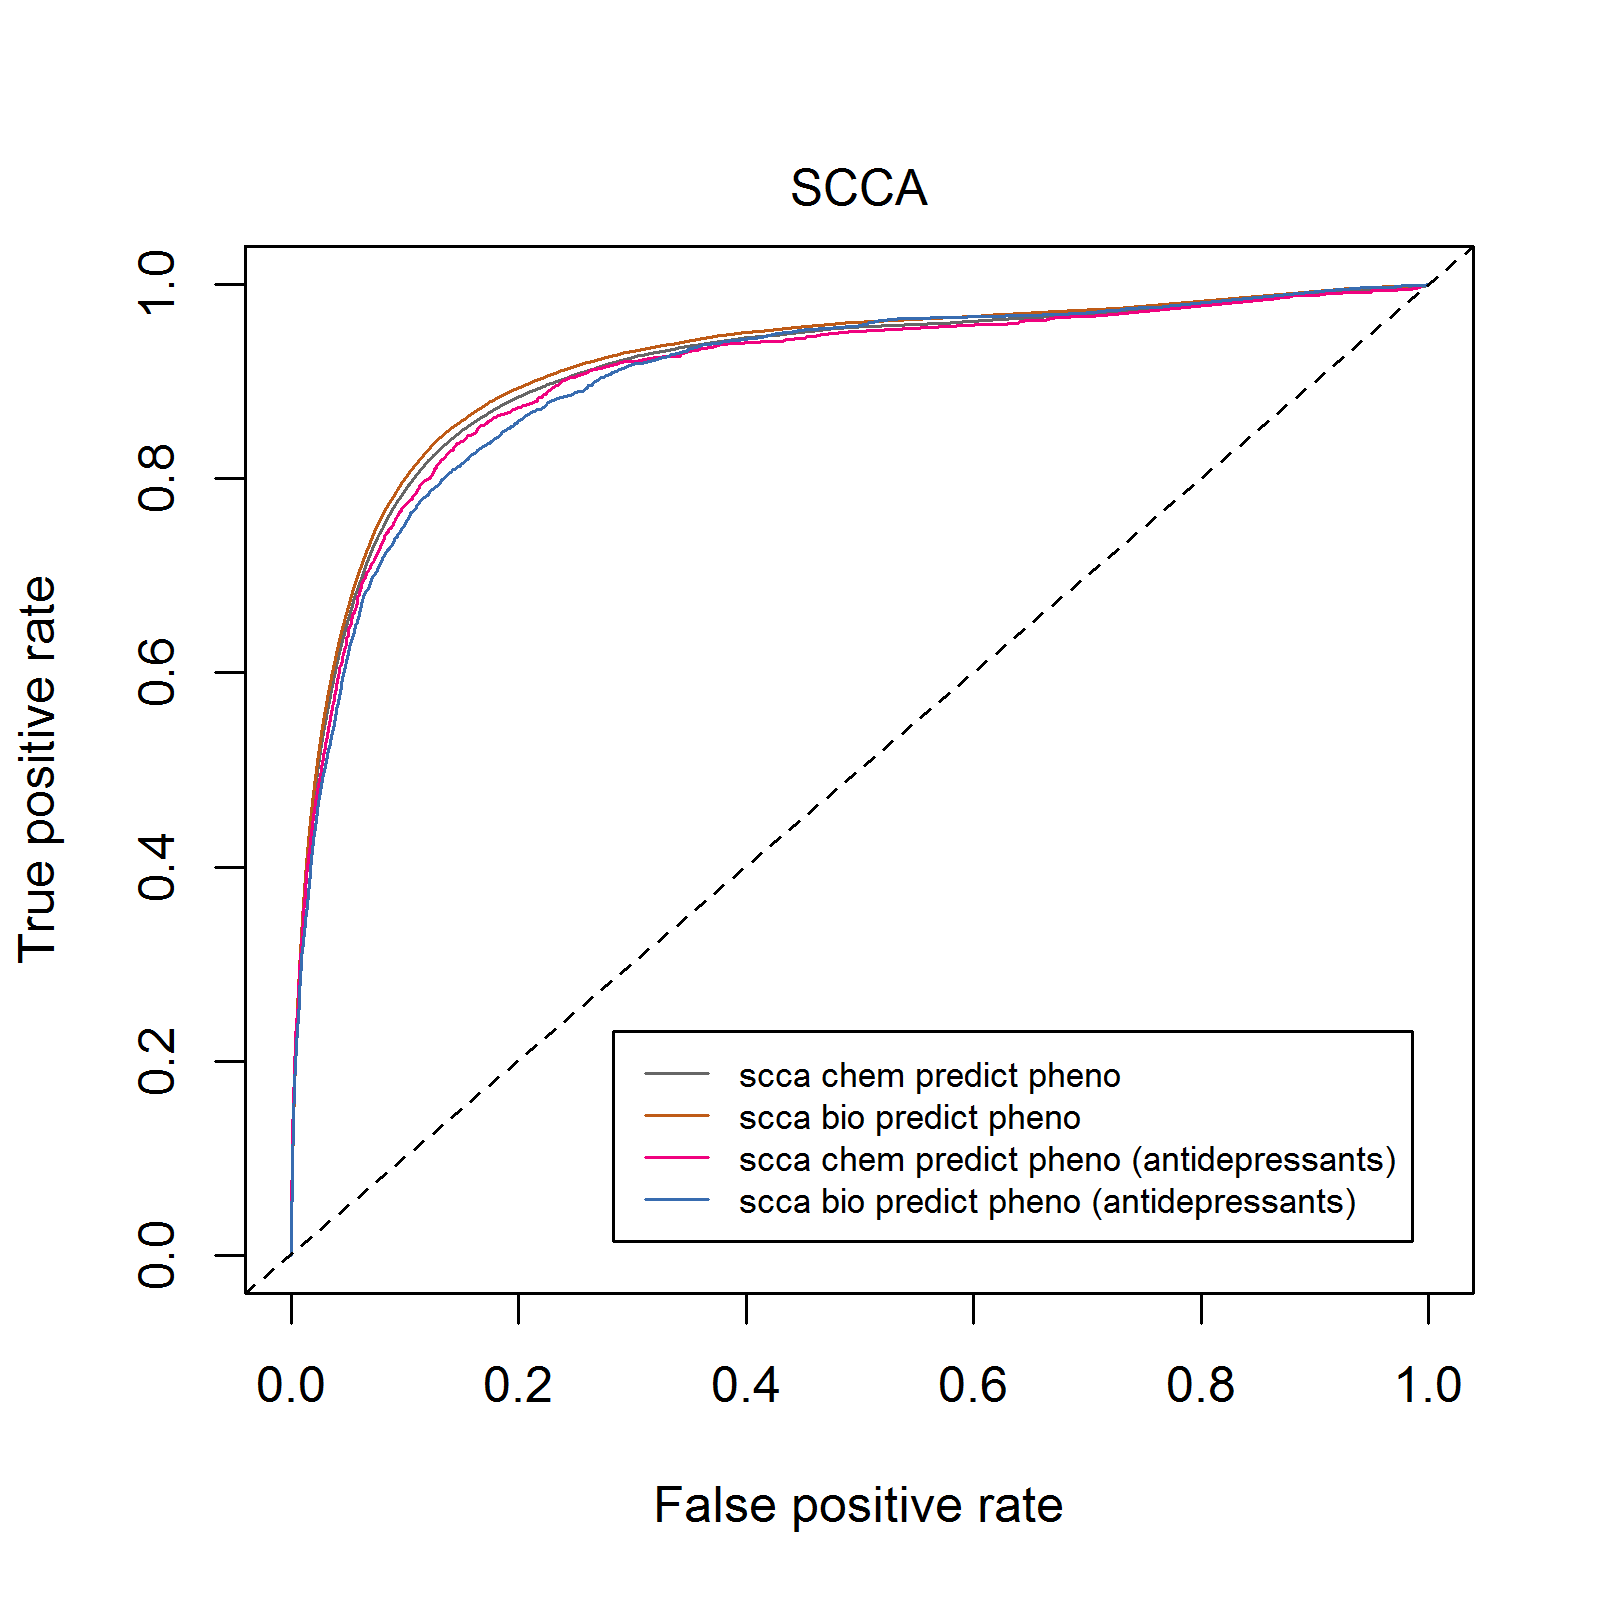 SCCA
True positive rate
1.0
0.8
0.6
0.4
0.2
0.0
scca chem predict pheno
scca bio predict pheno
scca chem predict pheno (antidepressants)
scca bio predict pheno (antidepressants)
0.0 0.2 0.4 0.6 0.8 1.0
False positive rate